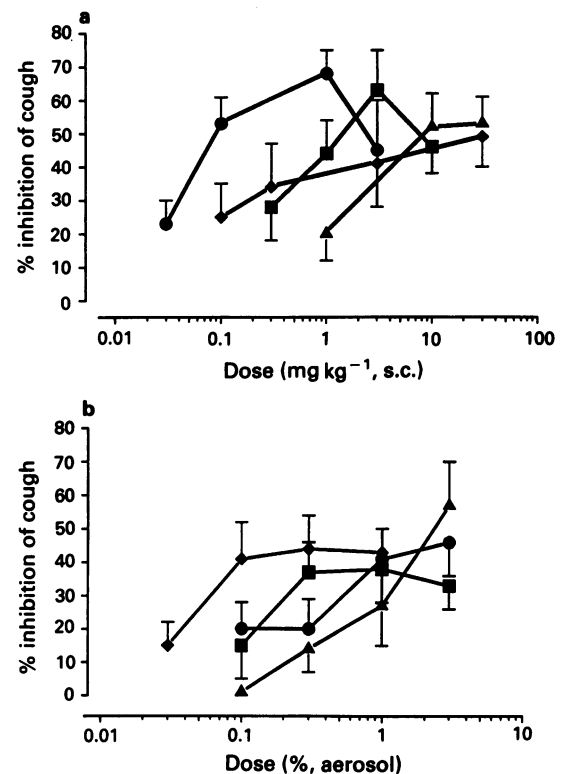 a
80
70
60
50
40
30
20
10
0
% inhibition of cough
0.01 0.1 1 10 100
Dose (mg kg⁻¹, s.c.)
b
80
70
60
50
40
30
20
10
0
% inhibition of cough
0.01 0.1 1 10
Dose (%, aerosol)